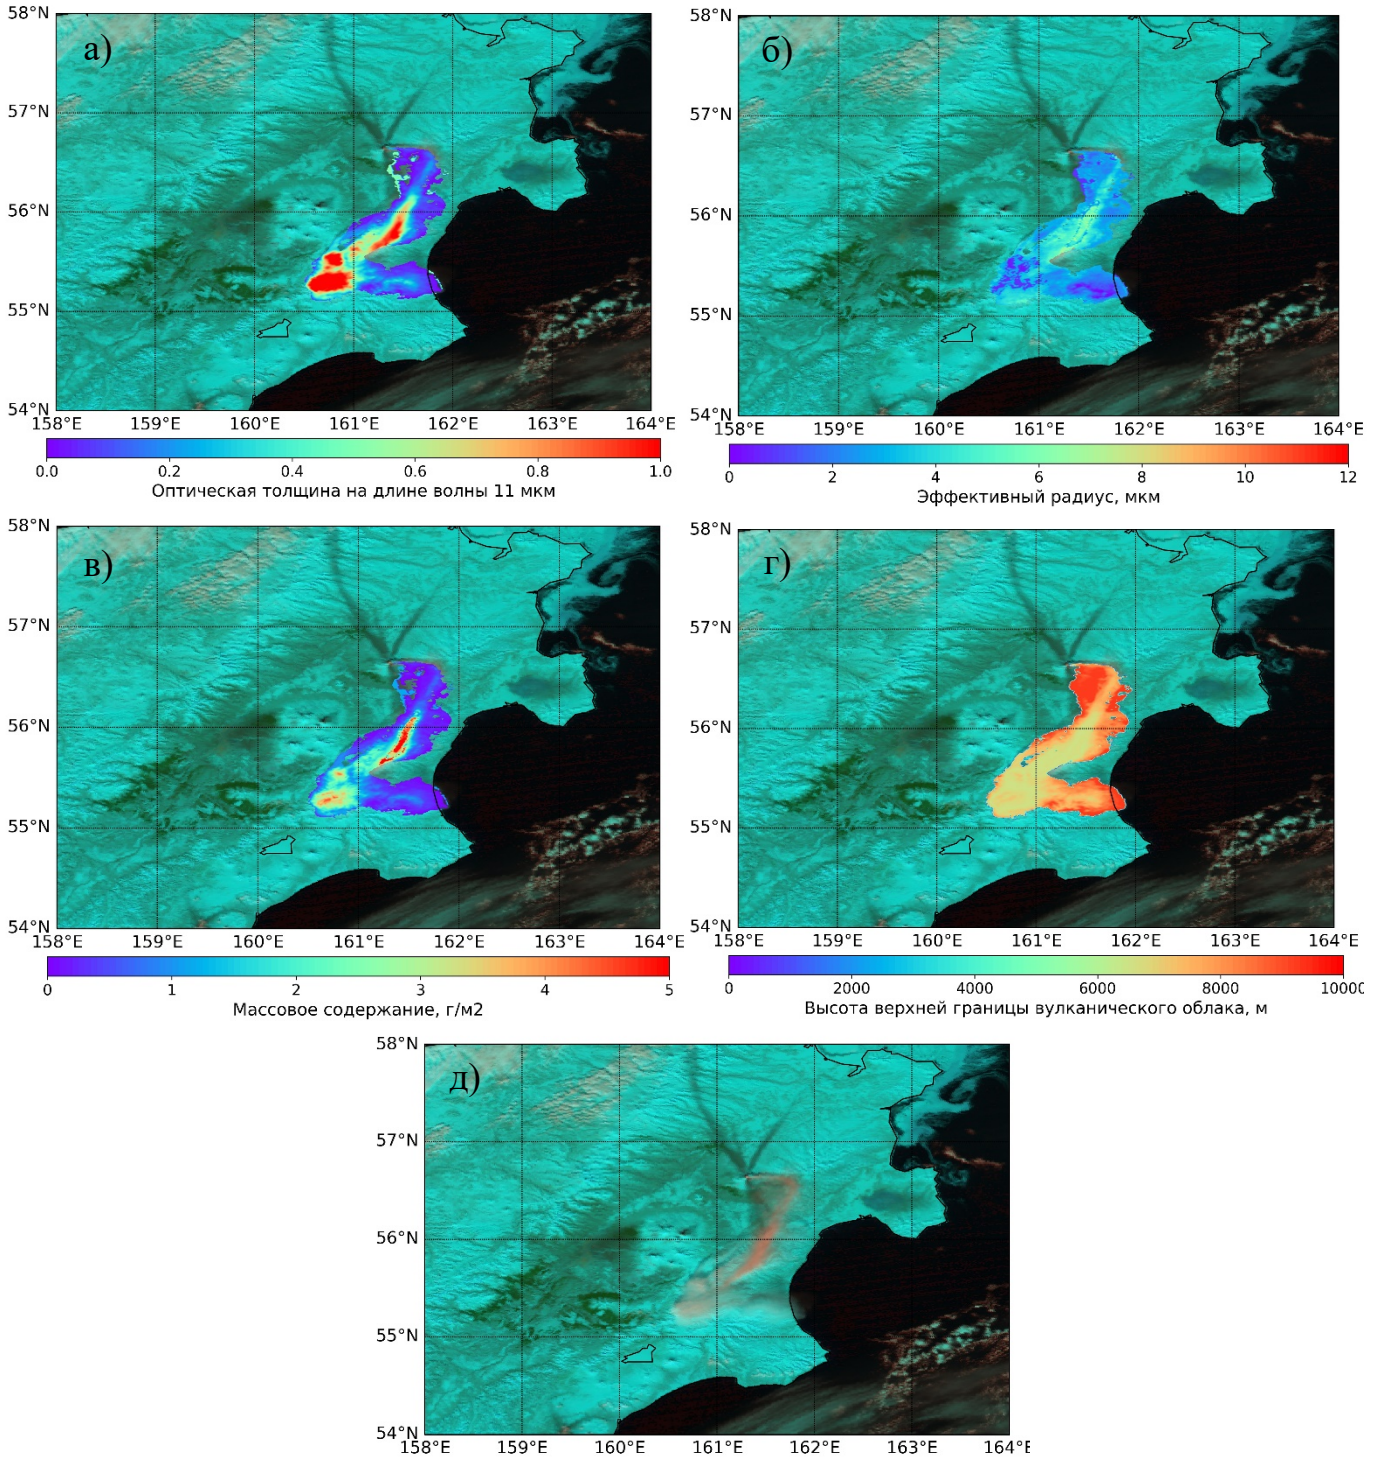 58°N
а)
57°N
56°N
55°N
54°N
158°E 159°E 160°E 161°E 162°E 163°E 164°E
0.0 0.2 0.4 0.6 0.8 1.0
Оптическая толщина на длине волны 11 мкм
58°N
б)
57°N
56°N
55°N
54°N
158°E 159°E 160°E 161°E 162°E 163°E 164°E
0 2 4 6 8 10 12
Эффективный радиус, мкм
58°N
в)
57°N
56°N
55°N
54°N
158°E 159°E 160°E 161°E 162°E 163°E 164°E
0 1 2 3 4 5
Массовое содержание, г/м2
58°N
г)
57°N
56°N
55°N
54°N
158°E 159°E 160°E 161°E 162°E 163°E 164°E
0 2000 4000 6000 8000 10000
Высота верхней границы вулканического облака, м
58°N
д)
57°N
56°N
55°N
54°N
158°E 159°E 160°E 161°E 162°E 163°E 164°E